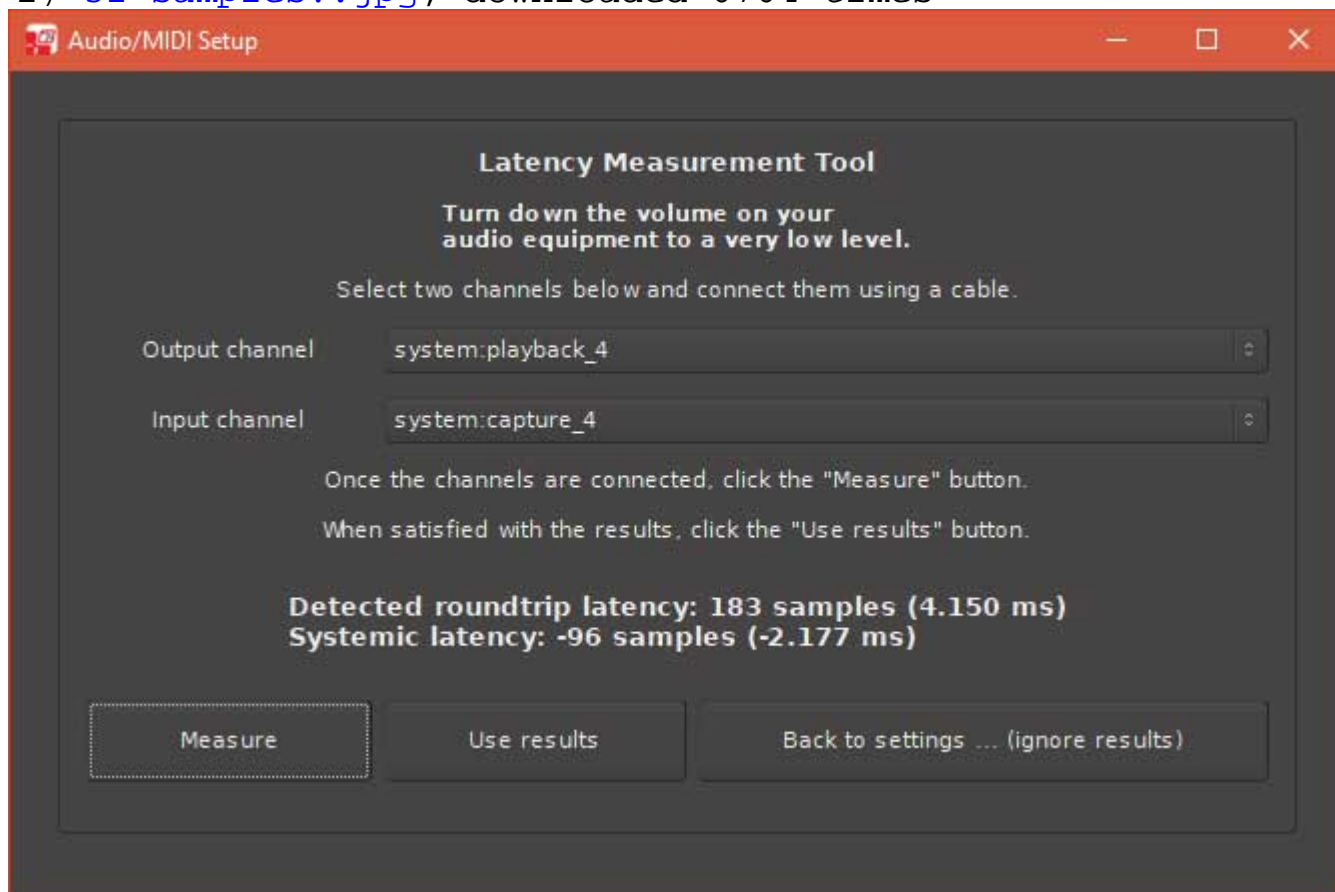 Audio/MIDI Setup
Latency Measurement Tool
Turn down the volume on your
audio equipment to a very low level.
Select two channels below and connect them using a cable.
Output channel system:playback_4
Input channel system:capture_4
Once the channels are connected, click the "Measure" button.
When satisfied with the results, click the "Use results" button.
Detected roundtrip latency: 183 samples (4.150 ms)
Systemic latency: -96 samples (-2.177 ms)
Measure Use results Back to settings ... (ignore results)